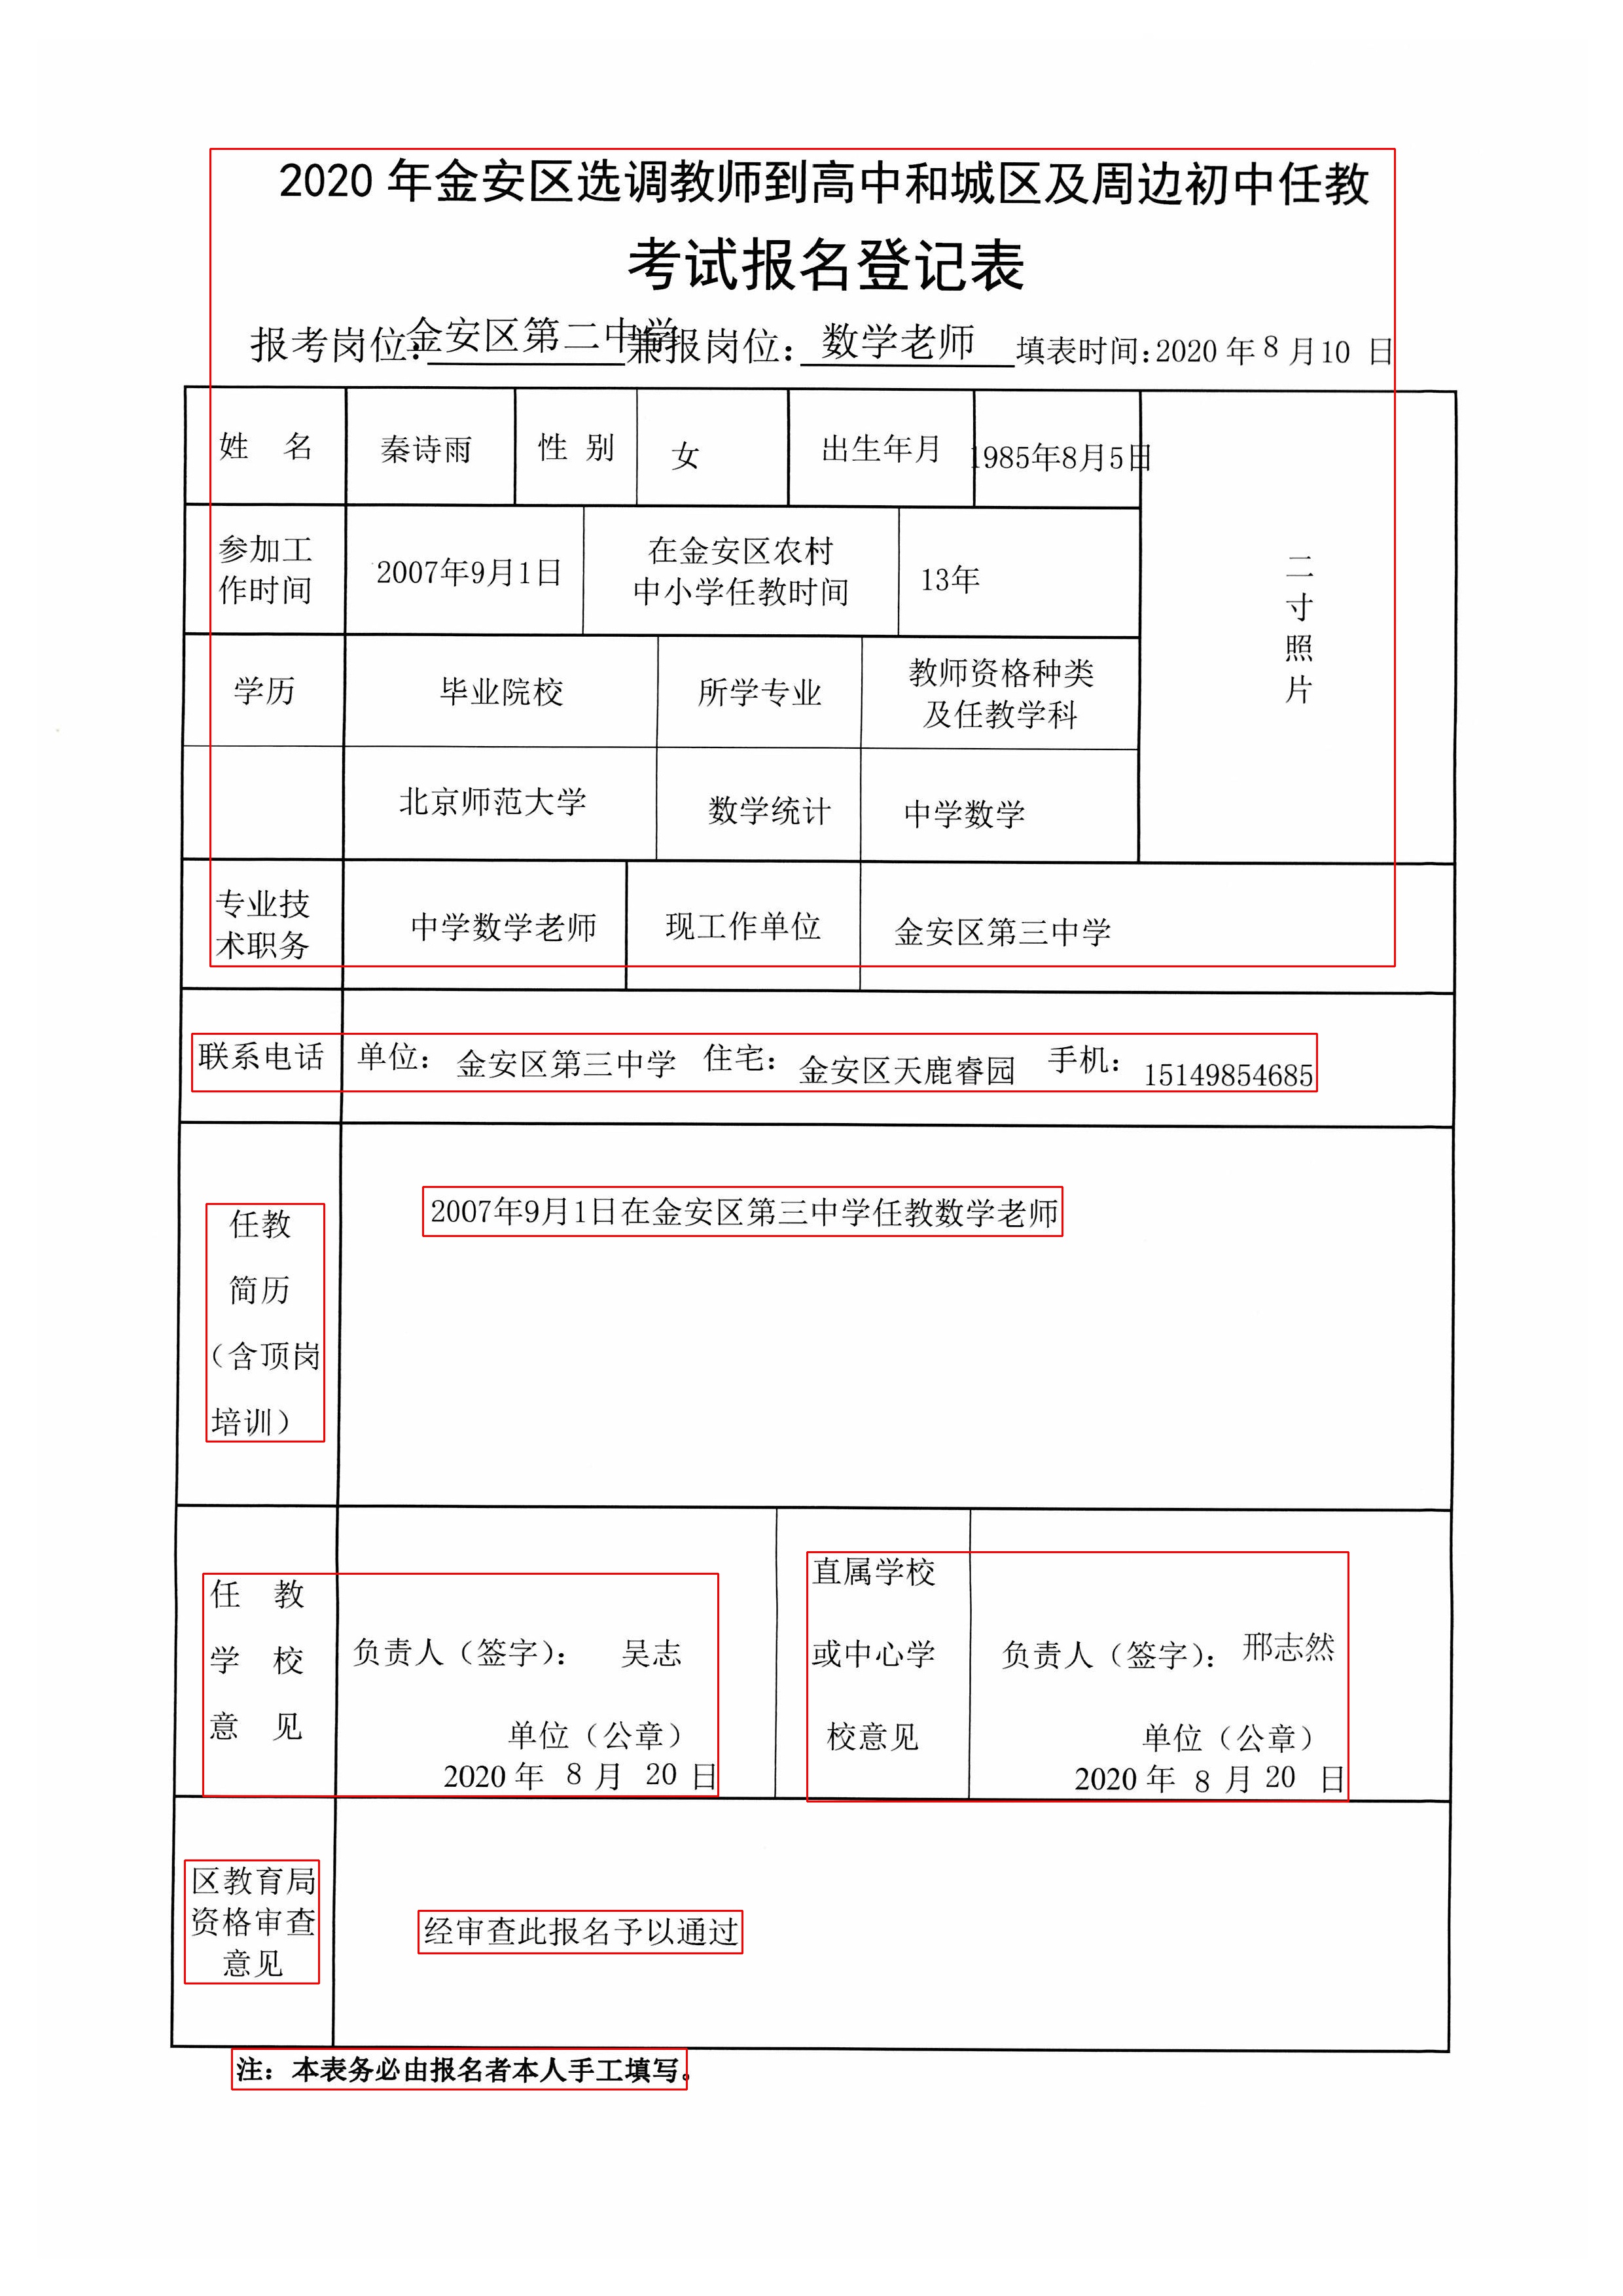 2020 年金安区选调教师到高中和城区及周边初中任教
考试报名登记表
报考岗位：金安区第二中学 兼报岗位：数学老师 填表时间：2020 年 8 月 10 日
姓 名 秦诗雨 性 别 女 出生年月 1985年8月5日
参加工作时间 2007年9月1日 在金安区农村中小学任教时间 13年
二寸照片
学历 毕业院校 所学专业 教师资格种类及任教学科
北京师范大学 数学统计 中学数学
专业技术职务 中学数学老师 现工作单位 金安区第三中学
联系电话 单位：金安区第三中学 住宅：金安区天鹿睿园 手机：15149854685
任教
简历
（含顶岗
培训）
2007年9月1日在金安区第三中学任教数学老师
任 教
学 校
意 见
负责人（签字）： 吴志
单位（公章）
2020 年 8 月 20 日
直属学校
或中心学
校意见
负责人（签字）： 邢志然
单位（公章）
2020 年 8 月 20 日
区教育局
资格审查
意见
经审查此报名予以通过
注：本表务必由报名者本人手工填写。